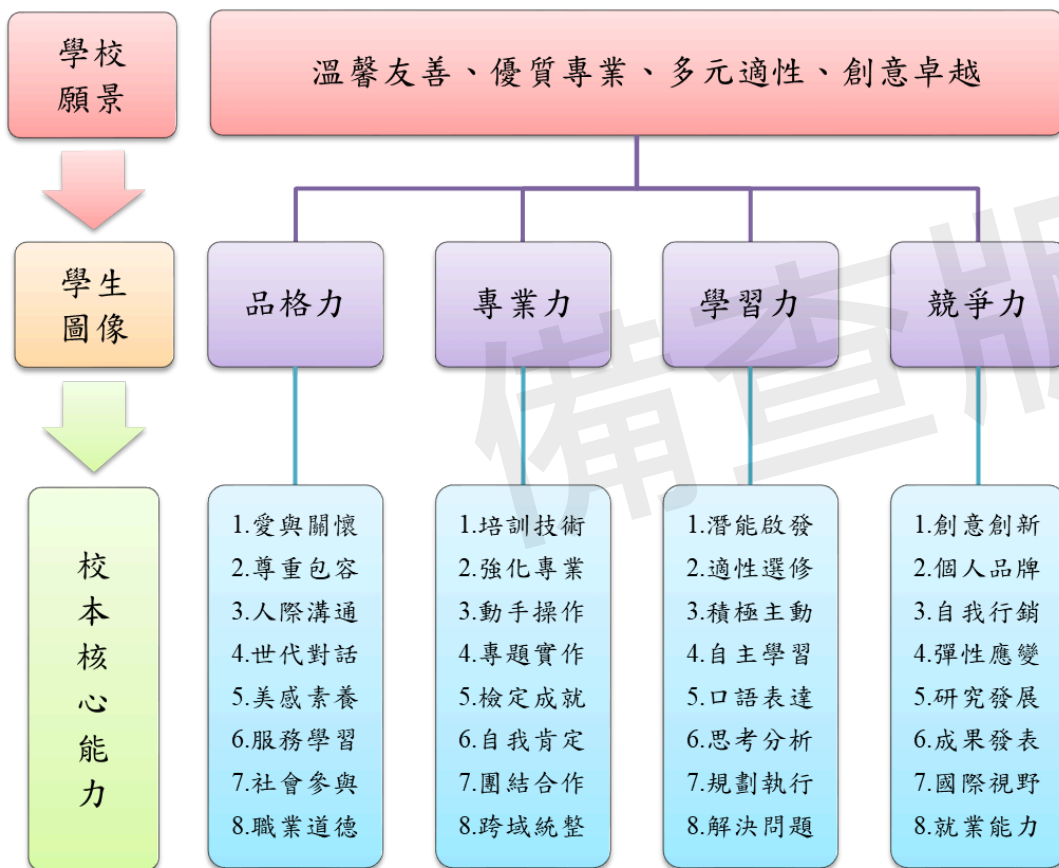 學校
願景
溫馨友善、優質專業、多元適性、創意卓越
學生
圖像
品格力
專業力
學習力
競爭力
校本核心能力
1.愛與關懷
2.尊重包容
3.人際溝通
4.世代對話
5.美感素養
6.服務學習
7.社會參與
8.職業道德
1.培訓技術
2.強化專業
3.動手操作
4.專題實作
5.檢定成就
6.自我肯定
7.團結合作
8.跨域統整
1.潛能啟發
2.適性選修
3.積極主動
4.自主學習
5.口語表達
6.思考分析
7.規劃執行
8.解決問題
1.創意創新
2.個人品牌
3.自我行銷
4.彈性應變
5.研究發展
6.成果發表
7.國際視野
8.就業能力
備查版